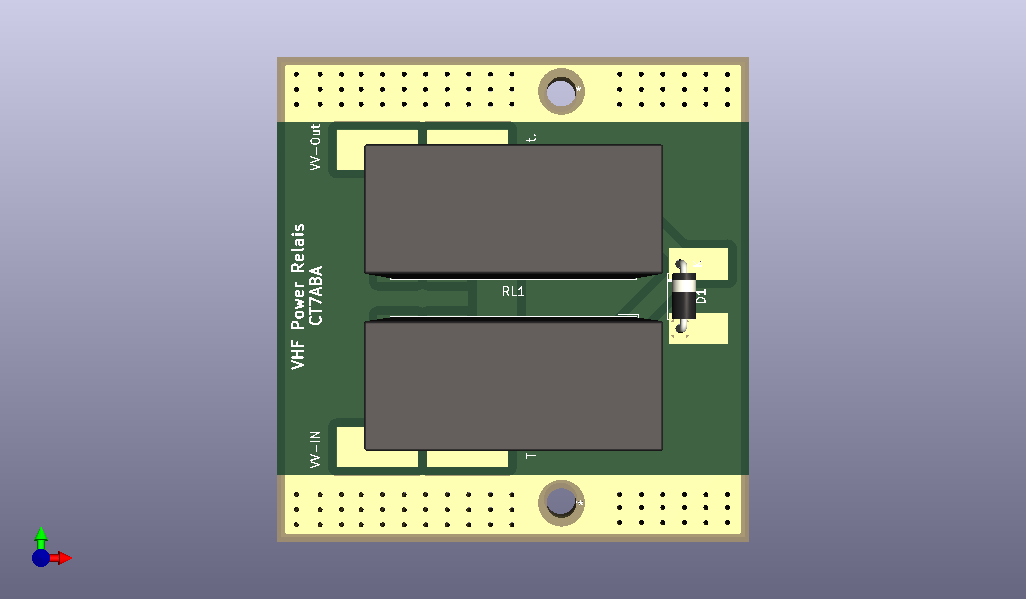 VV-Out
t.
VHF Power Relais
CT7ABA
RL1
D1
VV-IN
T